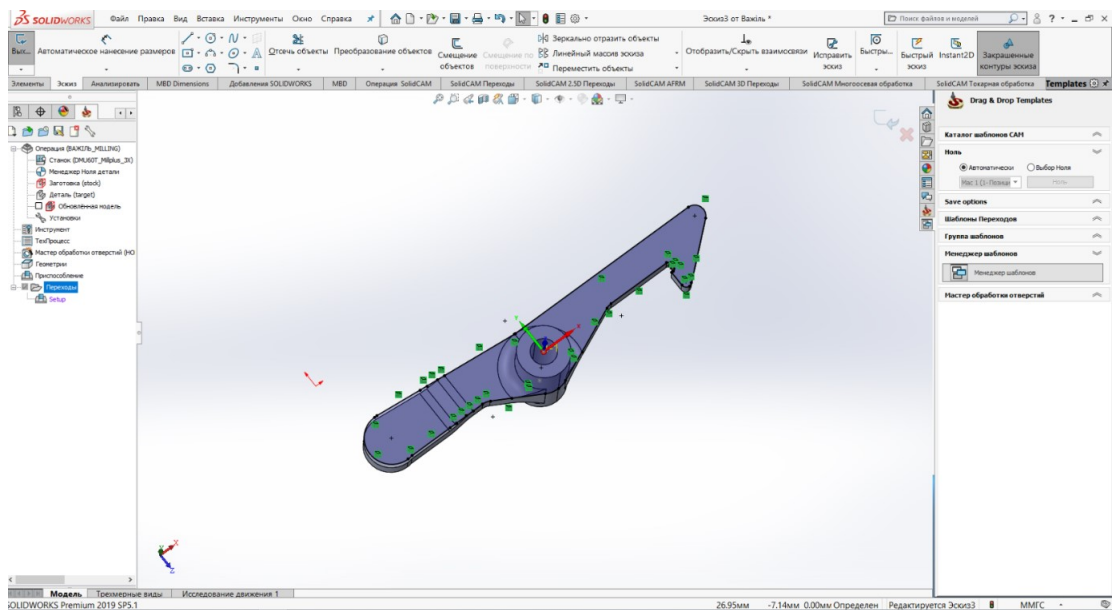 SOLIDWORKS Файл Правка Вид Вставка Инструменты Окно Справка Эскиз3 от Важіль * Поиск файлов и моделей
Вых... Автоматическое нанесение размеров Отсечь объекты Преобразование объектов Смещение объектов Смещение по поверхности Зеркально отразить объекты
Линейный массив эскиза
Переместить объекты
Отобразить/Скрыть взаимосвязи Исправить эскиз Быстры... Быстрый эскиз Instant2D Закрашенные контуры эскиза
Элементы Эскиз Анализировать MBD Dimensions Добавления SOLIDWORKS MBD Операция SolidCAM SolidCAM Переходы SolidCAM 2.5D Переходы SolidCAM AFRM SolidCAM 3D Переходы SolidCAM Многоосевая обработка SolidCAM Токарная обработка Templates
Операция (ВАЖІЛЬ_MILLING)
Станок (DMU60T_Millplus_3X)
Менеджер Ноля детали
Заготовка (stock)
Деталь (target)
Обновлённая модель
Установки
Инструмент
ТехПроцесс
Мастер обработки отверстий (HO
Геометрии
Приспособление
Переходы
Setup
Drag & Drop Templates
Каталог шаблонов CAM
Ноль
Автоматически Выбор Ноля
Мас 1 (1- Ноль
Save options
Шаблоны Переходов
Группа шаблонов
Менеджер шаблонов
Менеджер шаблонов
Мастер обработки отверстий
Y X
X Z
Модель Трехмерные виды Исследование движения 1
SOLIDWORKS Premium 2019 SP5.1 26.95мм -7.14мм 0.00мм Определен Редактируется Эскиз3 ММГС